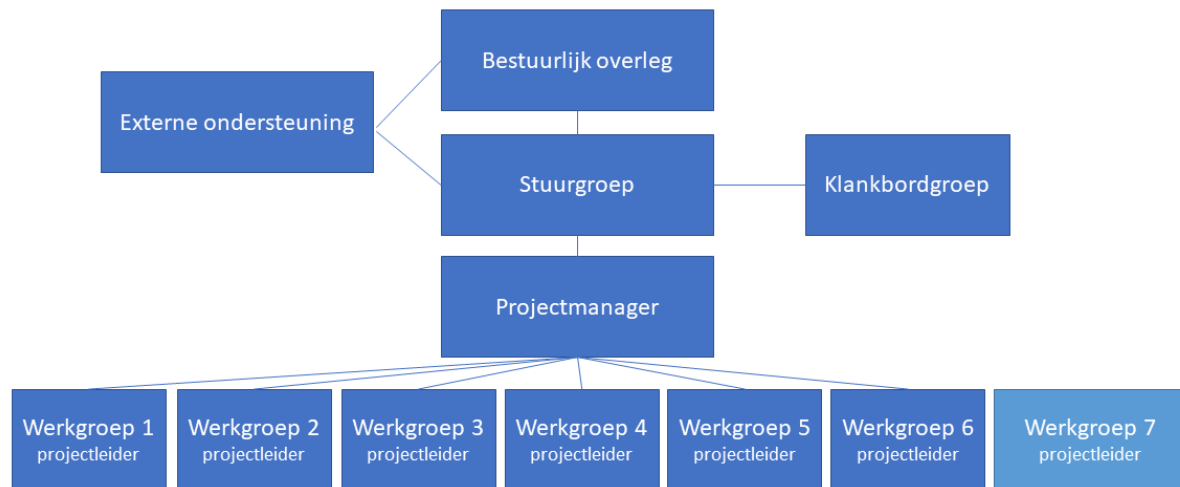 Bestuurlijk overleg
Externe ondersteuning
Stuurgroep
Klankbordgroep
Projectmanager
Werkgroep 1
projectleider
Werkgroep 2
projectleider
Werkgroep 3
projectleider
Werkgroep 4
projectleider
Werkgroep 5
projectleider
Werkgroep 6
projectleider
Werkgroep 7
projectleider